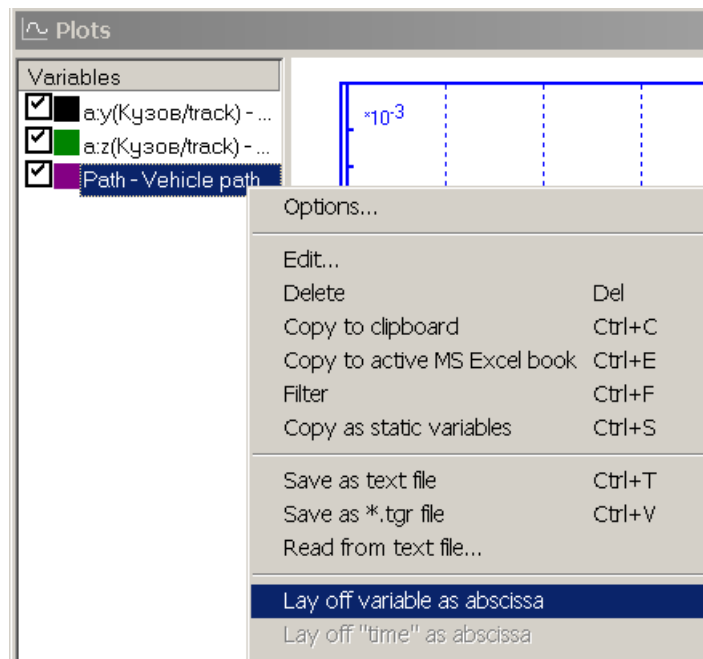 Plots
Variables
a:y(Кузов/track) - ...
a:z(Кузов/track) - ...
Path - Vehicle path
×10-3
Options...
Edit...
Delete Del
Copy to clipboard Ctrl+C
Copy to active MS Excel book Ctrl+E
Filter Ctrl+F
Copy as static variables Ctrl+S
Save as text file Ctrl+T
Save as *.tgr file Ctrl+V
Read from text file...
Lay off variable as abscissa
Lay off "time" as abscissa